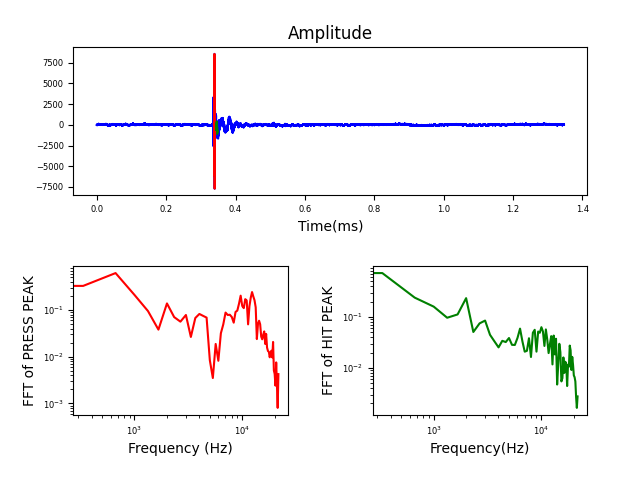 Amplitude
7500
5000
2500
0
−2500
−5000
−7500
0.0 0.2 0.4 0.6 0.8 1.0 1.2 1.4
Time(ms)
FFT of PRESS PEAK
10⁻¹
10⁻²
10⁻³
10³ 10⁴
Frequency (Hz)
FFT of HIT PEAK
10⁻¹
10⁻²
10³ 10⁴
Frequency(Hz)